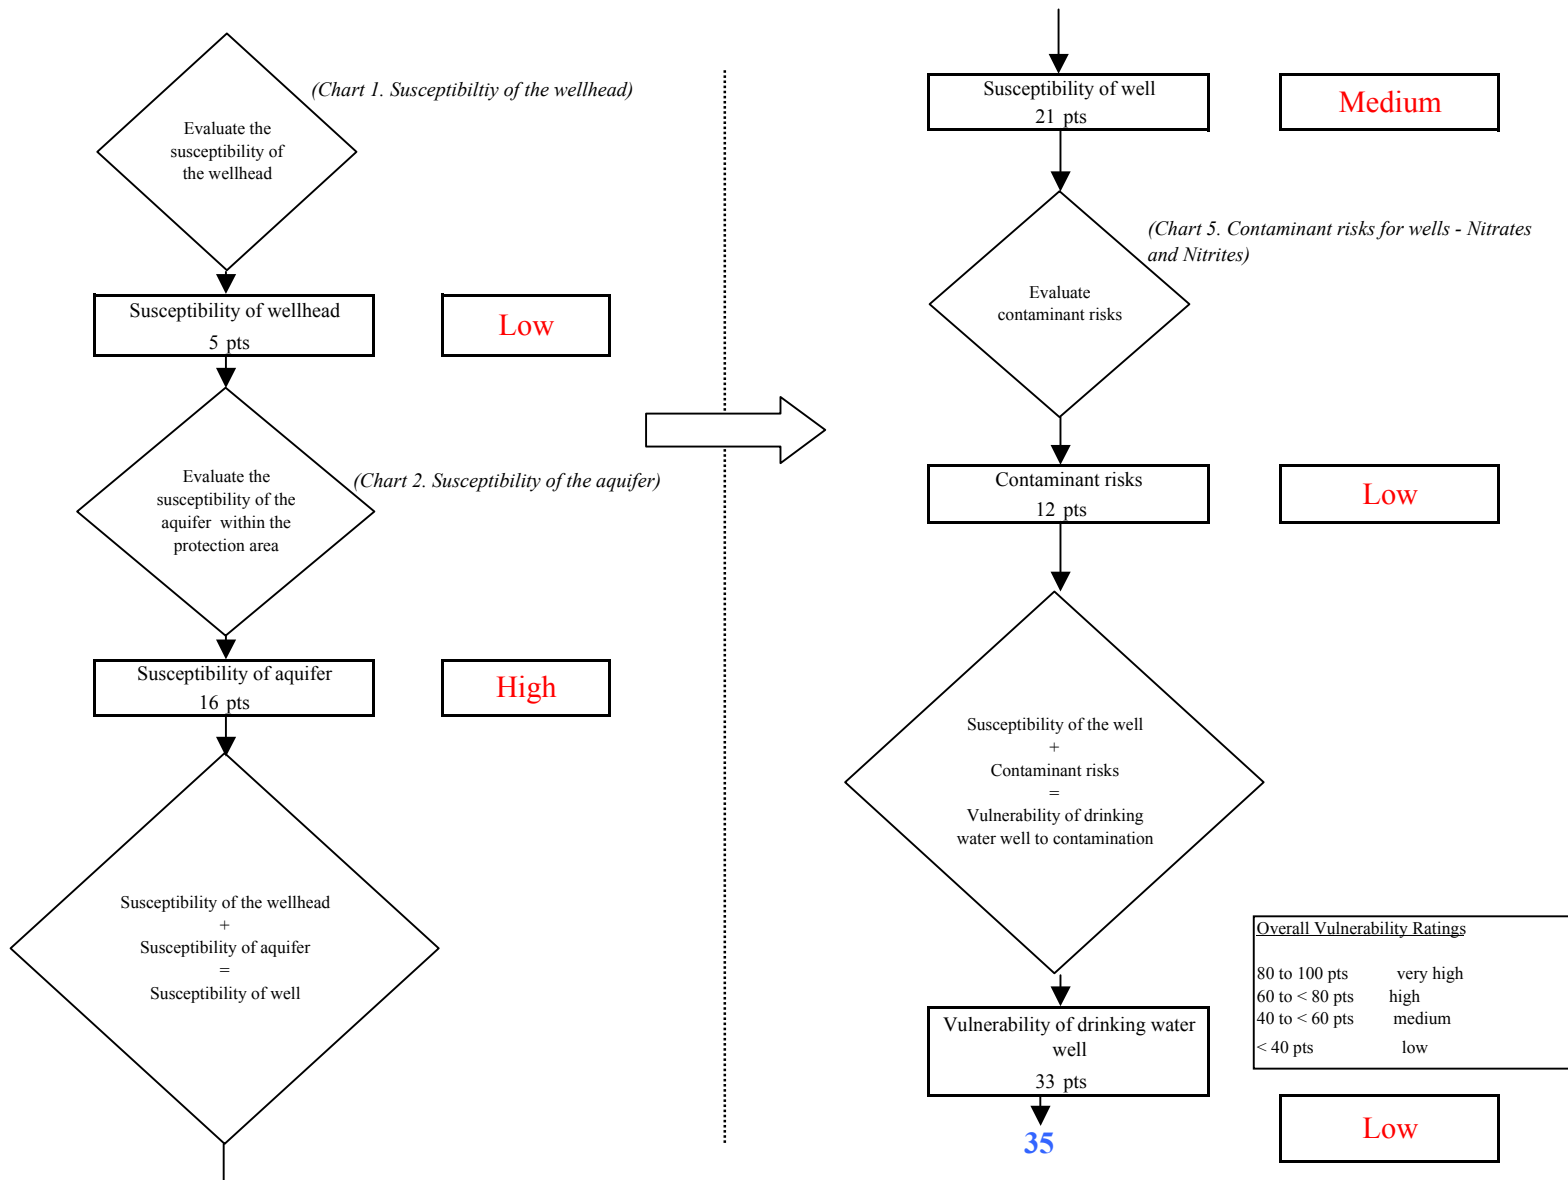 (Chart 1. Susceptibiltiy of the wellhead)
Evaluate the
susceptibility of
the wellhead
Susceptibility of wellhead
5 pts
Low
(Chart 2. Susceptibility of the aquifer)
Evaluate the
susceptibility of the
aquifer within the
protection area
Susceptibility of aquifer
16 pts
High
Susceptibility of the wellhead
+
Susceptibility of aquifer
=
Susceptibility of well
Susceptibility of well
21 pts
Medium
(Chart 5. Contaminant risks for wells - Nitrates
and Nitrites)
Evaluate
contaminant risks
Contaminant risks
12 pts
Low
Susceptibility of the well
+
Contaminant risks
=
Vulnerability of drinking
water well to contamination
Overall Vulnerability Ratings
80 to 100 pts very high
60 to < 80 pts high
40 to < 60 pts medium
< 40 pts low
Vulnerability of drinking water
well
33 pts
35
Low